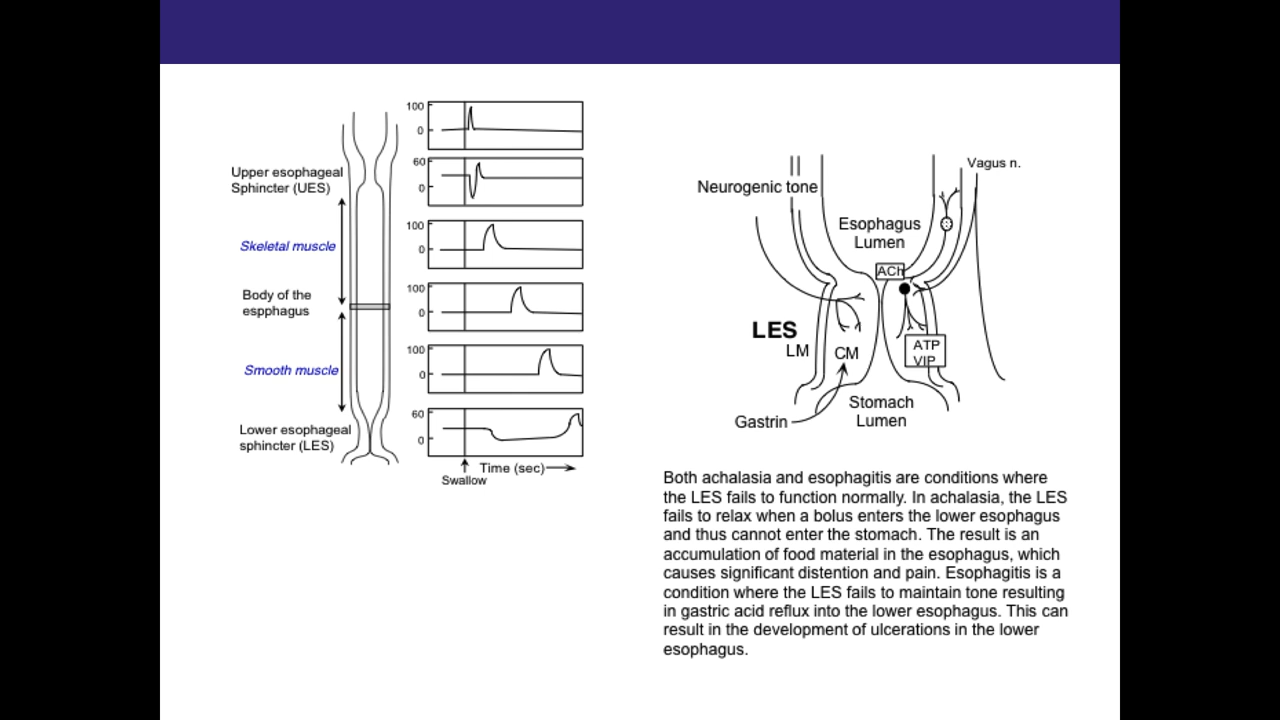 100
0
Upper esophageal
Sphincter (UES)
60
0
Skeletal muscle
100
0
Body of the
espphagus
100
0
Smooth muscle
100
0
Lower esophageal
sphincter (LES)
60
0
Time (sec)
Swallow
Vagus n.
Neurogenic tone
Esophagus
Lumen
ACh
LES
LM
CM
ATP
VIP
Gastrin
Stomach
Lumen
Both achalasia and esophagitis are conditions where
the LES fails to function normally. In achalasia, the LES
fails to relax when a bolus enters the lower esophagus
and thus cannot enter the stomach. The result is an
accumulation of food material in the esophagus, which
causes significant distention and pain. Esophagitis is a
condition where the LES fails to maintain tone resulting
in gastric acid reflux into the lower esophagus. This can
result in the development of ulcerations in the lower
esophagus.